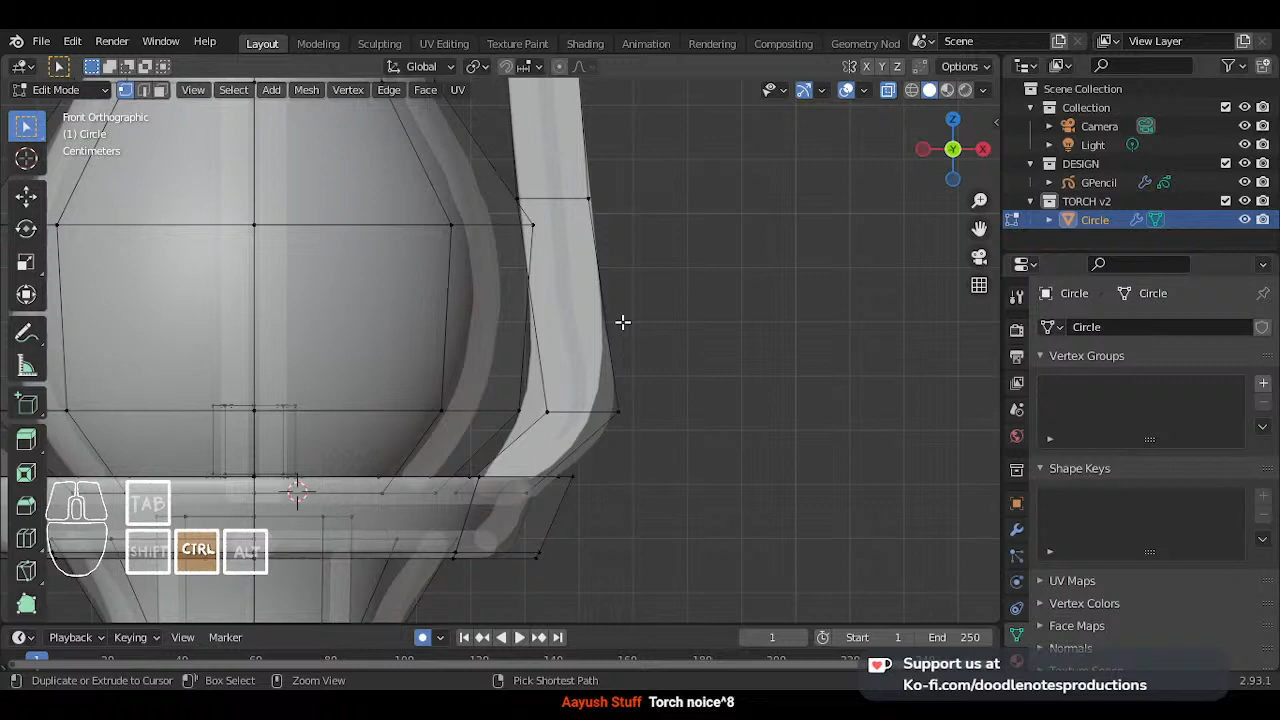 File Edit Render Window Help Layout Modeling Sculpting UV Editing Texture Paint Shading Animation Rendering Compositing Geometry Nod Scene View Layer
Global X Y Z Options
Edit Mode View Select Add Mesh Vertex Edge Face UV
Front Orthographic
(1) Circle
Centimeters
Z
X
Y
Scene Collection
Collection
Camera
Light
DESIGN
GPencil
TORCH v2
Circle
Circle Circle
Circle
Vertex Groups
Shape Keys
UV Maps
Vertex Colors
Face Maps
Normals
TAB
SHIFT CTRL ALT
Playback Keying View Marker 1 Start 1 End 250
1
Duplicate or Extrude to Cursor Box Select Zoom View Pick Shortest Path 2.93.1
Support us at
Ko-fi.com/doodlenotesproductions
Aayush Stuff Torch noice^8